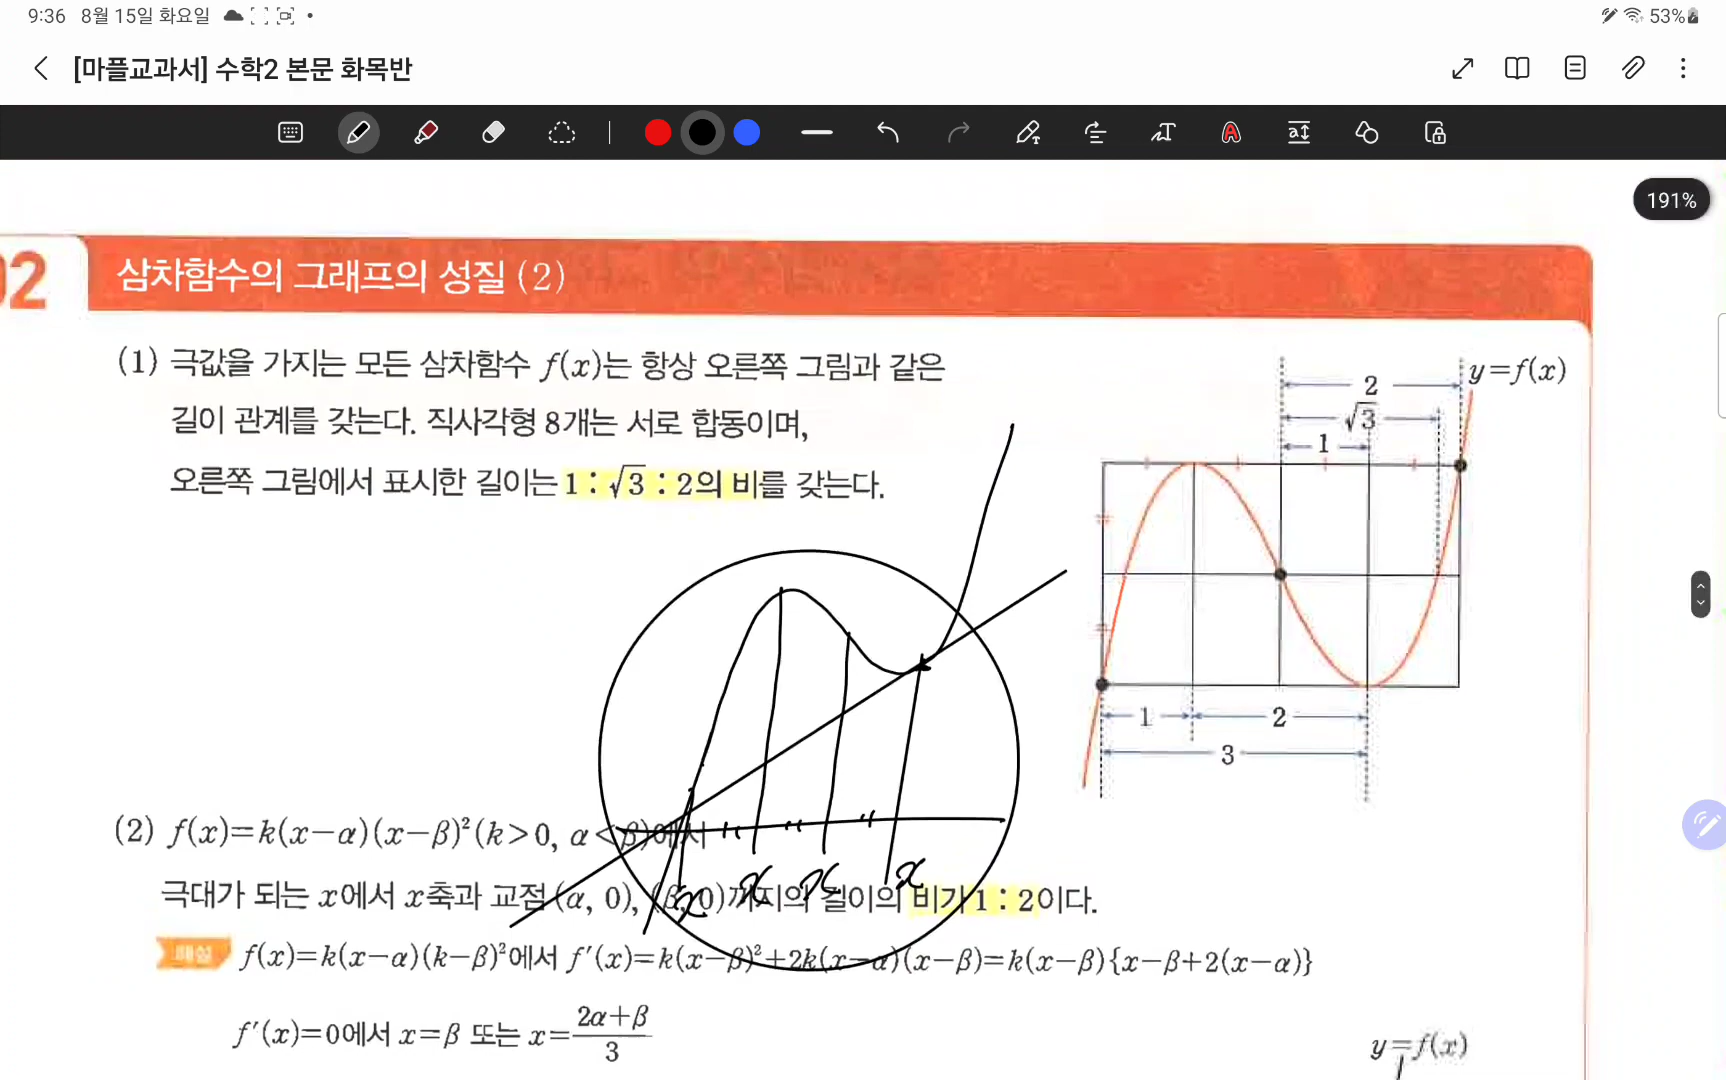 9:36 8월 15일 화요일
53%
[마플교과서] 수학2 본문 화목반
191%
02 삼차함수의 그래프의 성질 (2)
(1) 극값을 가지는 모든 삼차함수 f(x)는 항상 오른쪽 그림과 같은
길이 관계를 갖는다. 직사각형 8개는 서로 합동이며,
오른쪽 그림에서 표시한 길이는 1 : √3 : 2의 비를 갖는다.
y=f(x)
2
√3
1
1 2
3
(2) f(x)=k(x−α)(x−β)²(k>0, α<β)에서
극대가 되는 x에서 x축과 교점 (α, 0), (β, 0)까지의 길이의 비가 1 : 2이다.
x x x x
해설 f(x)=k(x−α)(k−β)²에서 f′(x)=k(x−β)²+2k(x−α)(x−β)=k(x−β){x−β+2(x−α)}
f′(x)=0에서 x=β 또는 x=(2α+β)/3
y=f(x)